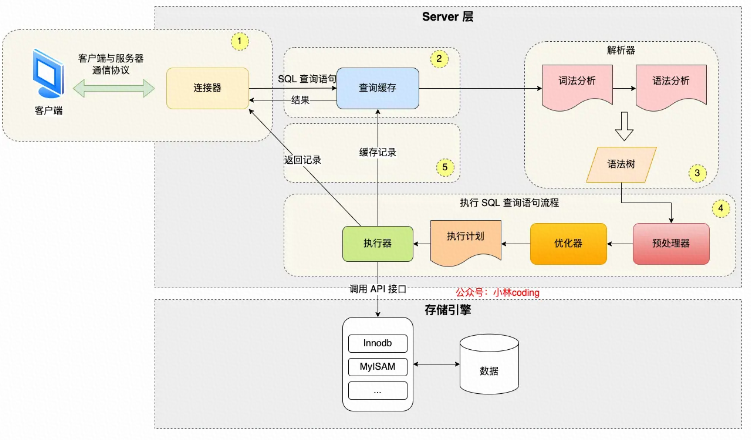 Server 层
1
客户端与服务器
通信协议
客户端
连接器
SQL 查询语句
结果
2
查询缓存
解析器
词法分析
语法分析
语法树
3
返回记录
缓存记录
5
执行 SQL 查询语句流程
4
执行器
执行计划
优化器
预处理器
调用 API 接口
公众号：小林coding
存储引擎
Innodb
MyISAM
...
数据